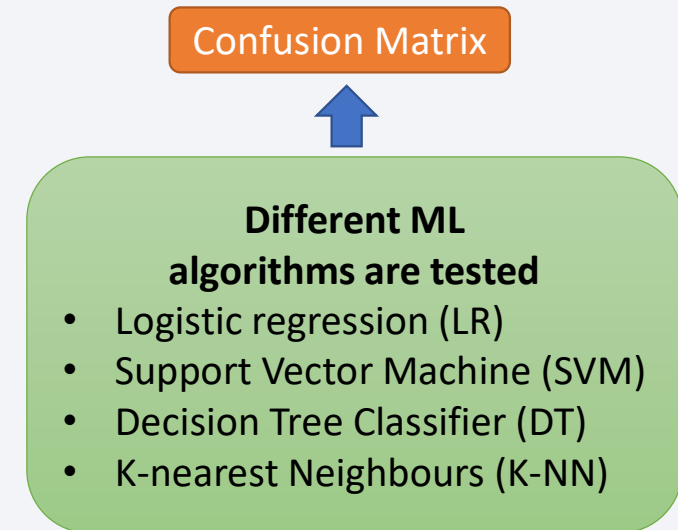 Confusion Matrix
Different ML
algorithms are tested
• Logistic regression (LR)
• Support Vector Machine (SVM)
• Decision Tree Classifier (DT)
• K-nearest Neighbours (K-NN)